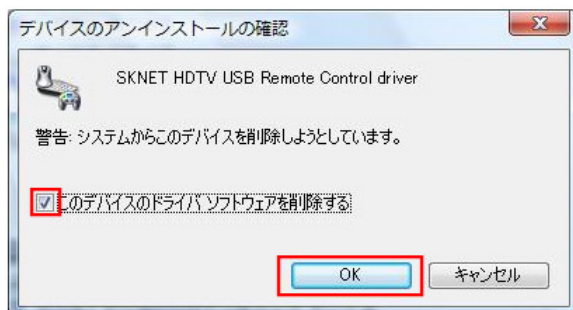 デバイスのアンインストールの確認
SKNET HDTV USB Remote Control driver
警告: システムからこのデバイスを削除しようとしています。
このデバイスのドライバ ソフトウェアを削除する
OK
キャンセル